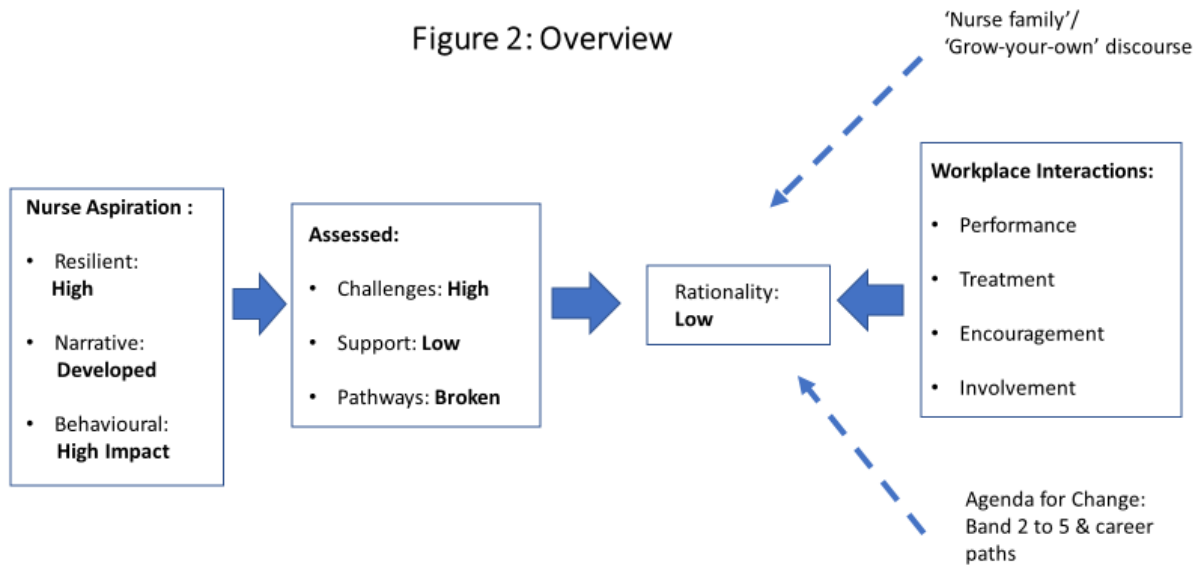 Figure 2: Overview
'Nurse family'/
'Grow-your-own' discourse
Nurse Aspiration :
• Resilient:
High
• Narrative:
Developed
• Behavioural:
High Impact
Assessed:
• Challenges: High
• Support: Low
• Pathways: Broken
Rationality:
Low
Workplace Interactions:
• Performance
• Treatment
• Encouragement
• Involvement
Agenda for Change:
Band 2 to 5 & career
paths